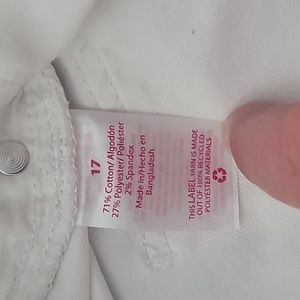 17
71% Cotton/ Algodón
27% Polyester/ Poliéster
2% Spandex
Made In/Hecho en
Bangladesh
THIS LABEL YARN IS MADE
OUT OF 100% RECYCLED
POLYESTER MATERIALS